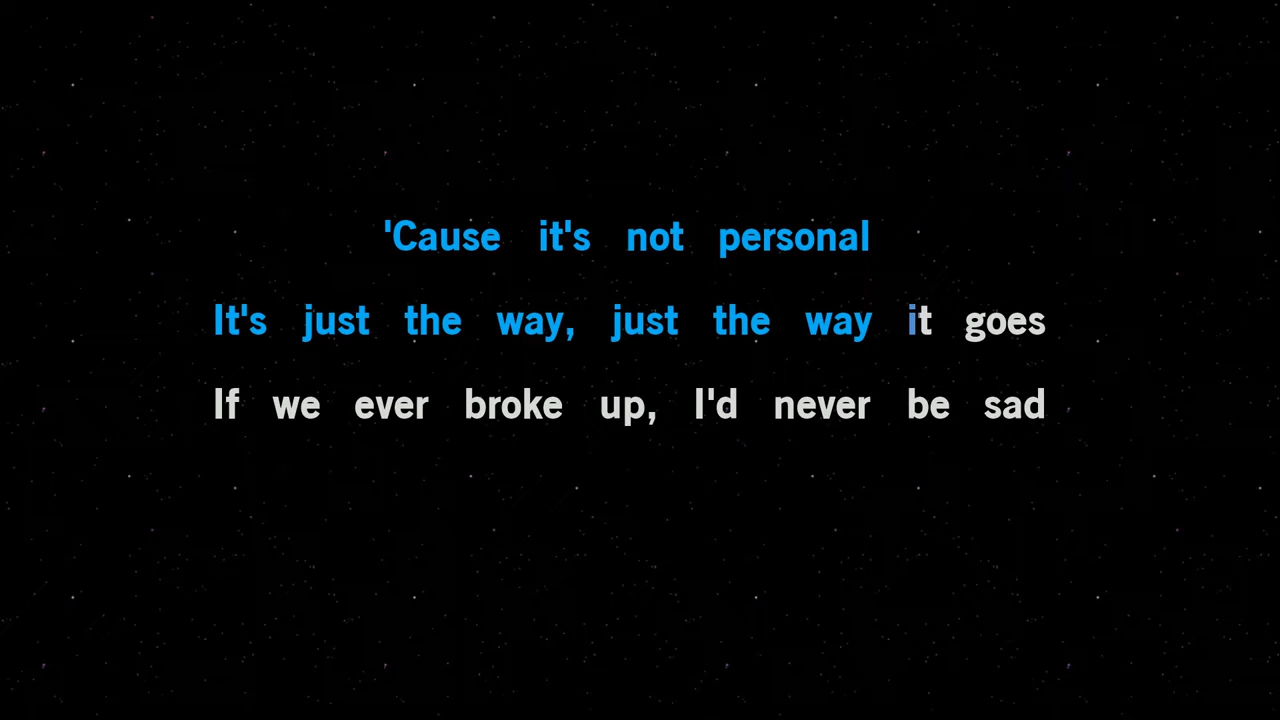 'Cause it's not personal
It's just the way, just the way it goes
If we ever broke up, I'd never be sad